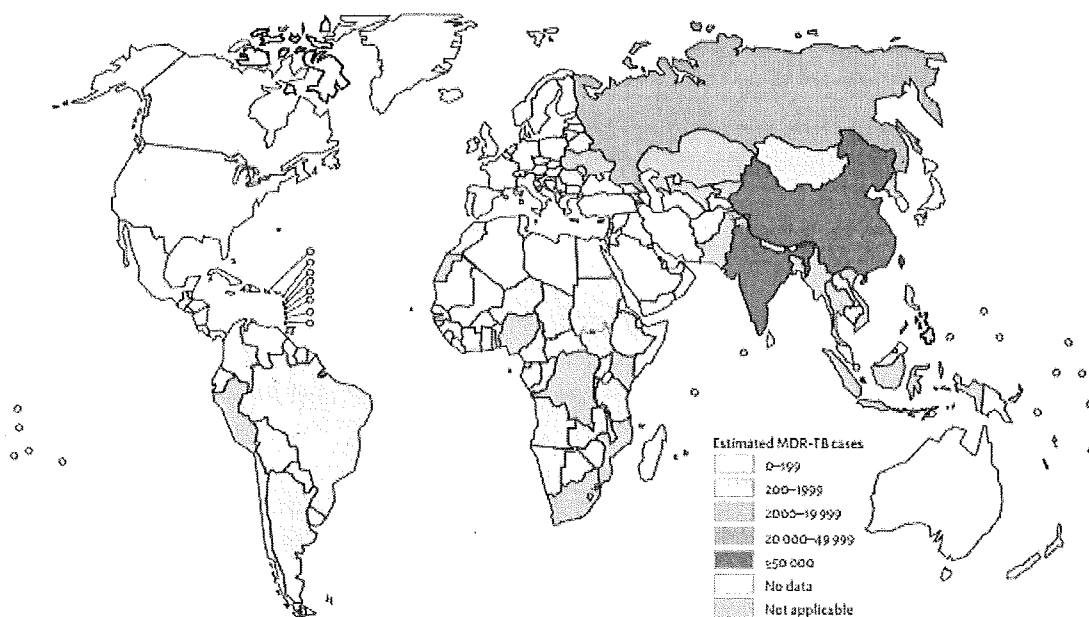 Estimated MDR-TB cases
0–199
200–1999
2000–19 999
20 000–49 999
≥50 000
No data
Not applicable